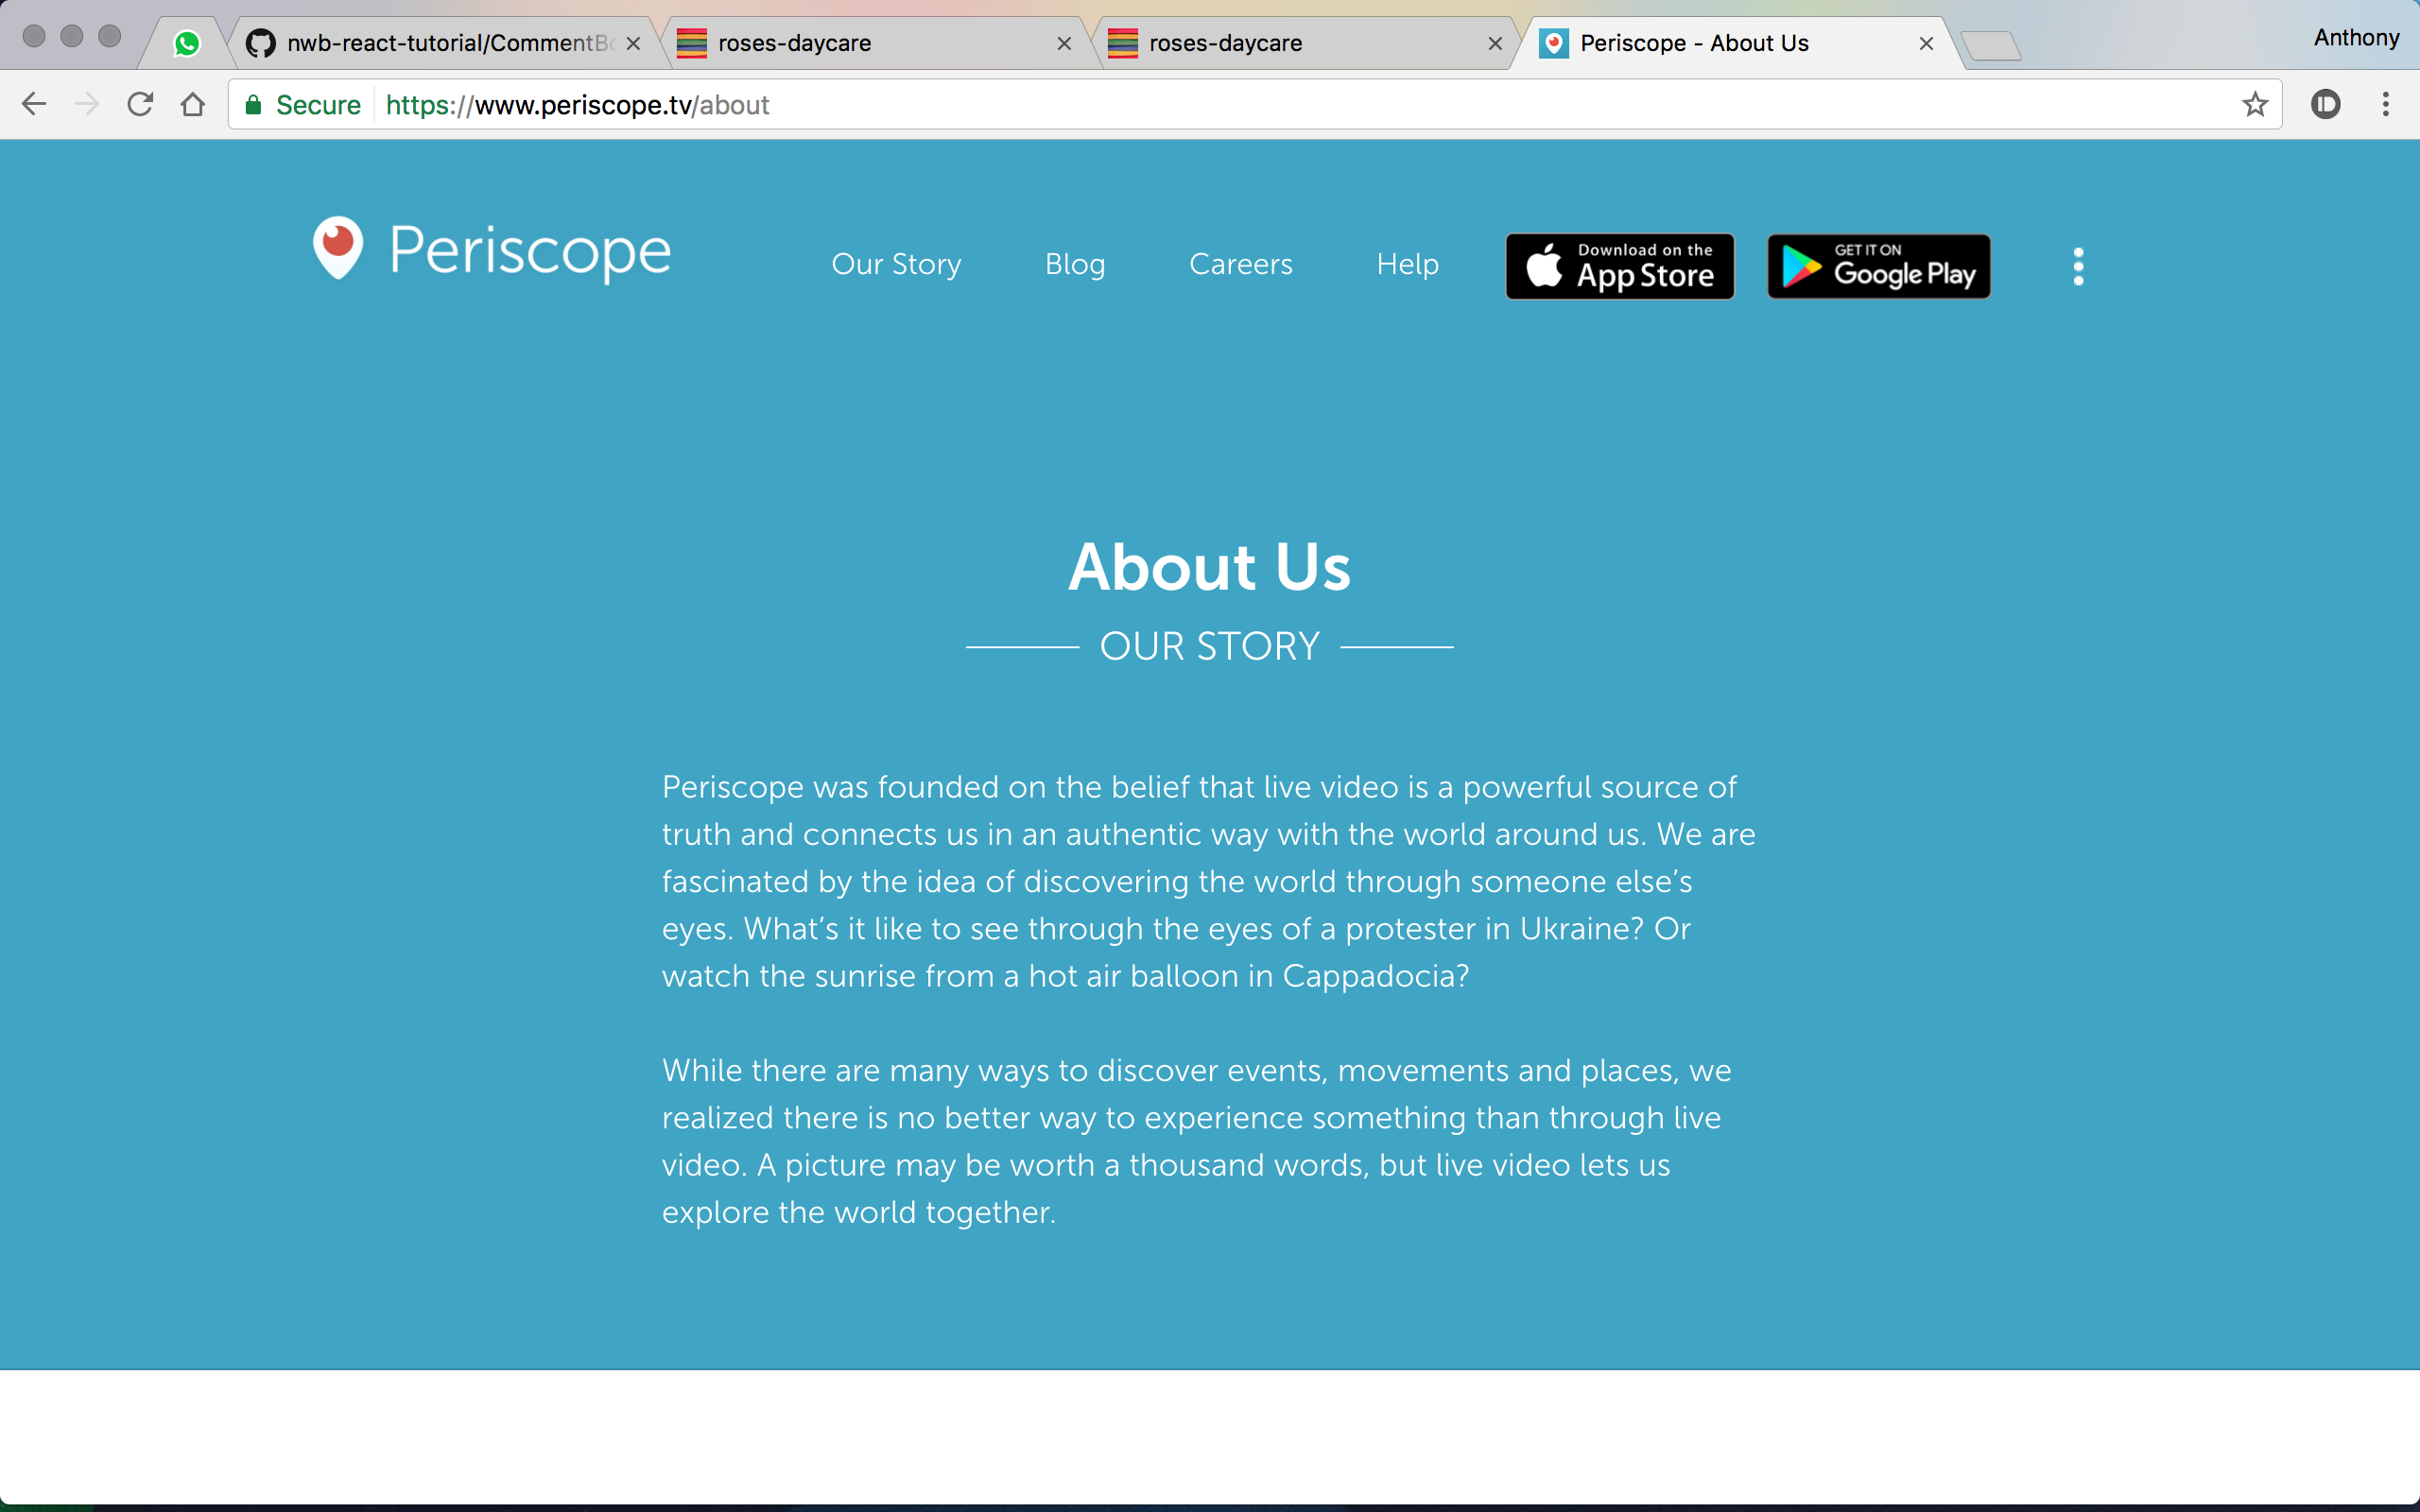 nwb-react-tutorial/CommentBo
roses-daycare
roses-daycare
Periscope - About Us
Anthony
Secure
https://www.periscope.tv/about
Periscope
Our Story
Blog
Careers
Help
Download on the
App Store
GET IT ON
Google Play
About Us
OUR STORY
Periscope was founded on the belief that live video is a powerful source of
truth and connects us in an authentic way with the world around us. We are
fascinated by the idea of discovering the world through someone else’s
eyes. What’s it like to see through the eyes of a protester in Ukraine? Or
watch the sunrise from a hot air balloon in Cappadocia?
While there are many ways to discover events, movements and places, we
realized there is no better way to experience something than through live
video. A picture may be worth a thousand words, but live video lets us
explore the world together.